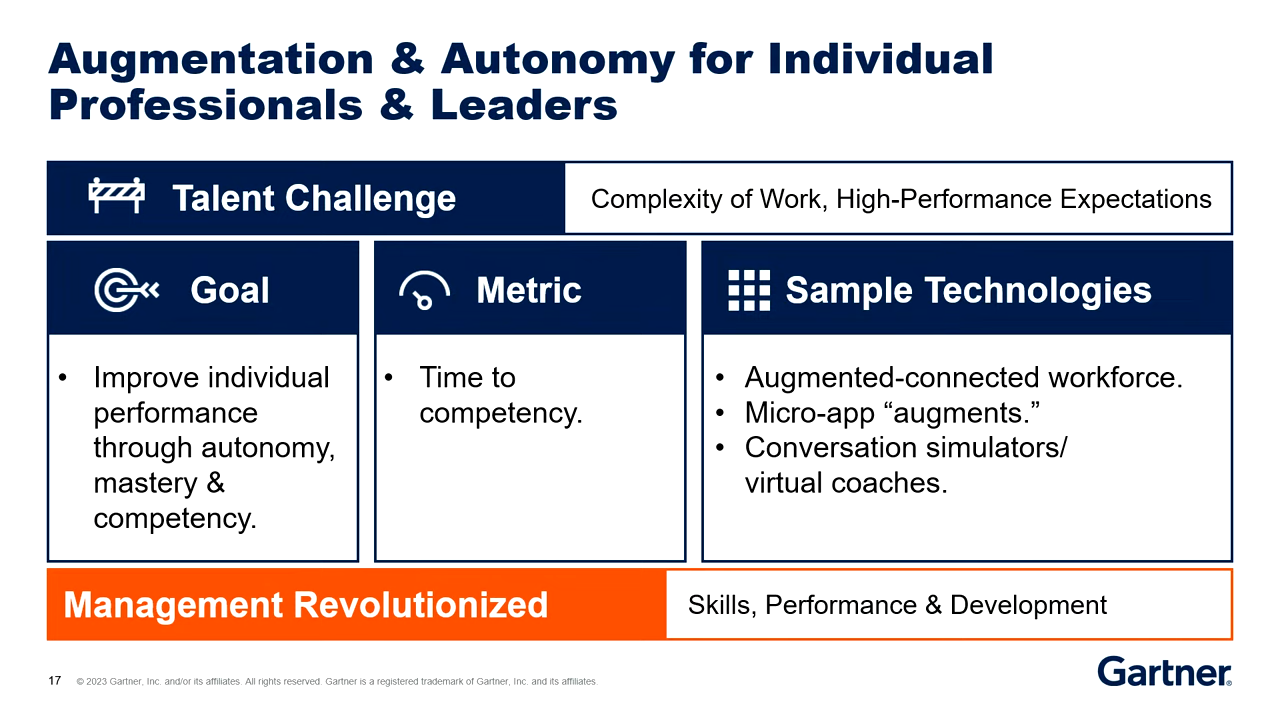 Augmentation & Autonomy for Individual
Professionals & Leaders
Talent Challenge
Complexity of Work, High-Performance Expectations
Goal
• Improve individual
performance
through autonomy,
mastery &
competency.
Metric
• Time to
competency.
Sample Technologies
• Augmented-connected workforce.
• Micro-app “augments.”
• Conversation simulators/
virtual coaches.
Management Revolutionized
Skills, Performance & Development
17 © 2023 Gartner, Inc. and/or its affiliates. All rights reserved. Gartner is a registered trademark of Gartner, Inc. and its affiliates.
Gartner®